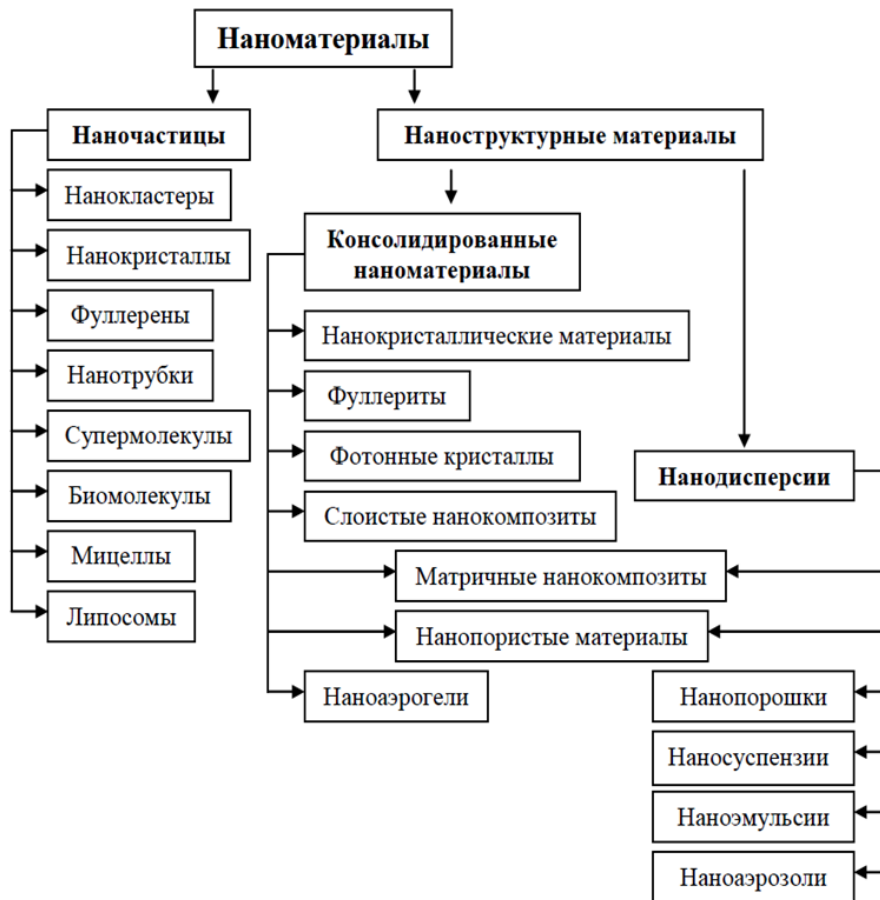 Наноматериалы
Наночастицы
Наноструктурные материалы
Нанокластеры
Нанокристаллы
Фуллерены
Нанотрубки
Супермолекулы
Биомолекулы
Мицеллы
Липосомы
Консолидированные
наноматериалы
Нанокристаллические материалы
Фуллериты
Фотонные кристаллы
Слоистые нанокомпозиты
Матричные нанокомпозиты
Нанопористые материалы
Наноаэрогели
Нанодисперсии
Нанопорошки
Наносуспензии
Наноэмульсии
Наноаэрозоли